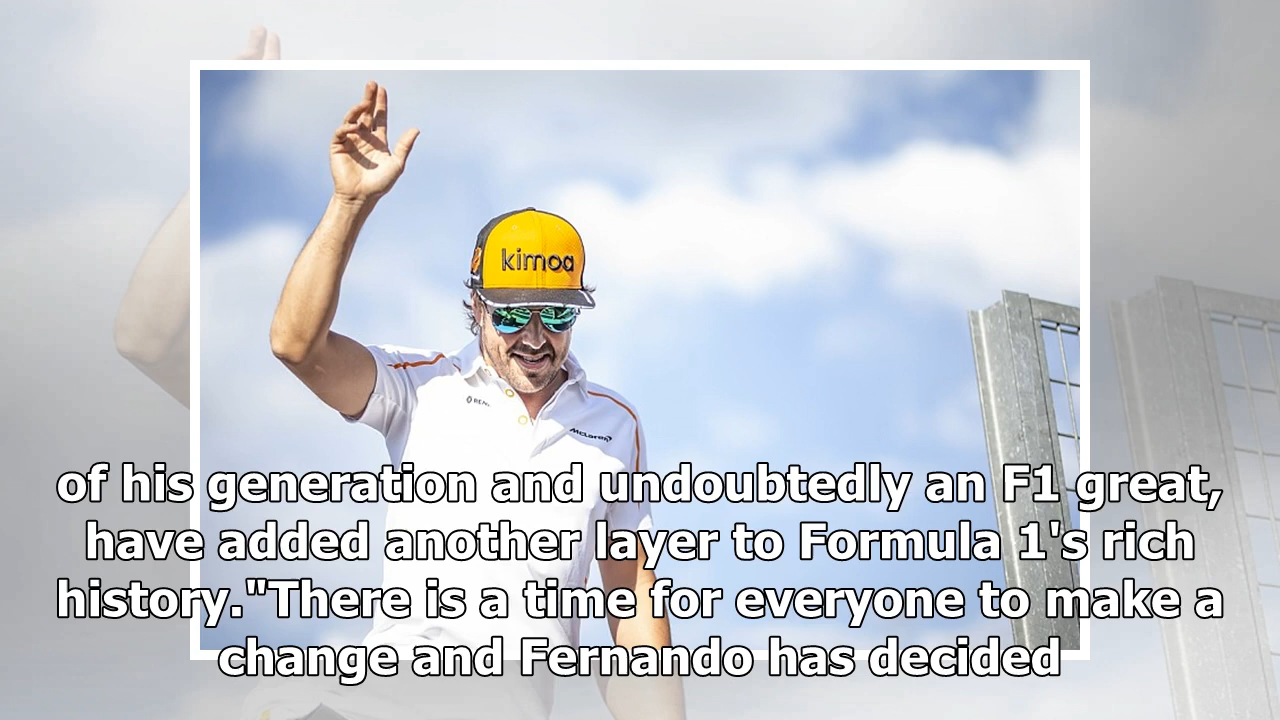 kimoa
McLaren
of his generation and undoubtedly an F1 great,
have added another layer to Formula 1's rich
history."There is a time for everyone to make a
change and Fernando has decided